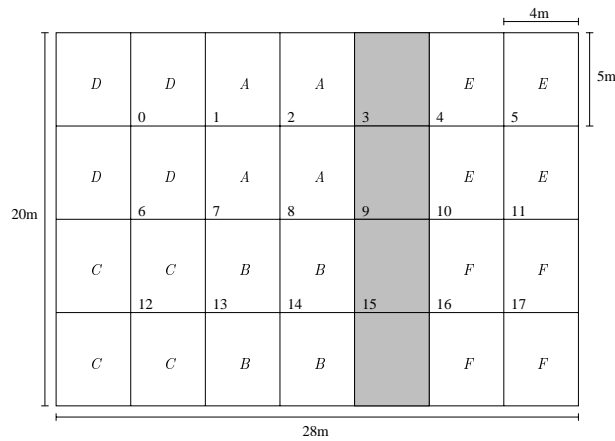 4m
D D A A E E
5m
0 1 2 3 4 5
D D A A E E
20m
6 7 8 9 10 11
C C B B F F
12 13 14 15 16 17
C C B B F F
28m